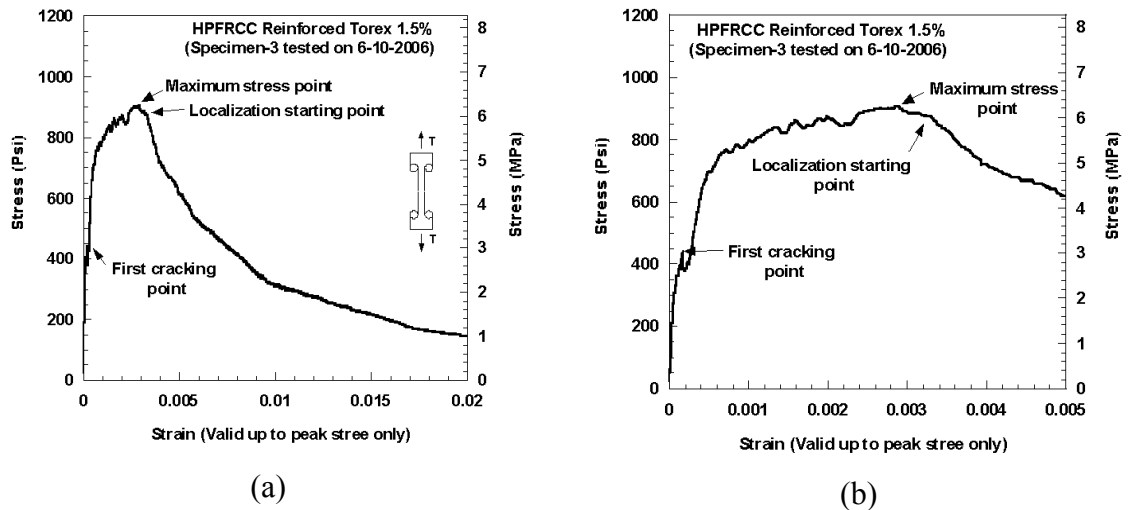 HPFRCC Reinforced Torex 1.5%
(Specimen-3 tested on 6-10-2006)
Maximum stress point
Localization starting point
First cracking
point
T
T
Stress (Psi)
1200
1000
800
600
400
200
0
Stress (MPa)
8
7
6
5
4
3
2
1
0
0
0.005
0.01
0.015
0.02
Strain (Valid up to peak stree only)
(a)
HPFRCC Reinforced Torex 1.5%
(Specimen-3 tested on 6-10-2006)
Maximum stress
point
Localization starting
point
First cracking
point
Stress (Psi)
1200
1000
800
600
400
200
0
Stress (MPa)
8
7
6
5
4
3
2
1
0
0
0.001
0.002
0.003
0.004
0.005
Strain (Valid up to peak stree only)
(b)